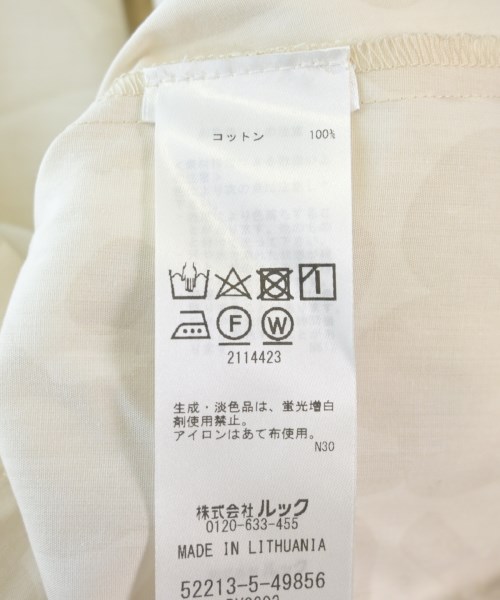 コットン 100%
F W
2114423
生成・淡色品は、蛍光増白
剤使用禁止。
アイロンはあて布使用。
N30
株式会社ルック
0120-633-455
MADE IN LITHUANIA
52213-5-49856